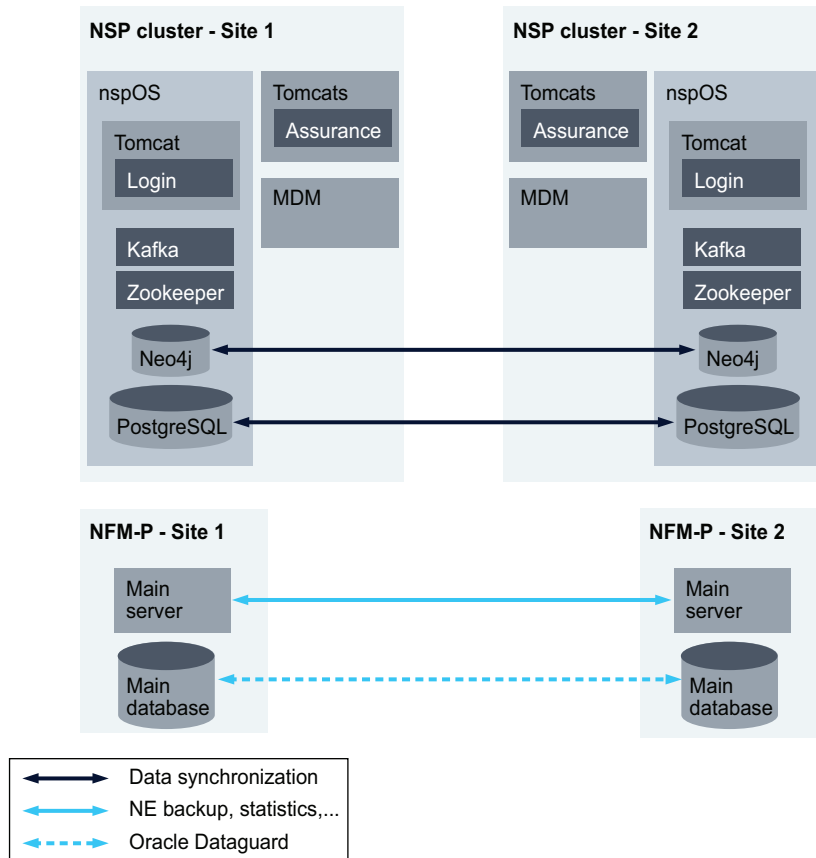 NSP cluster - Site 1
nspOS
Tomcat
Login
Kafka
Zookeeper
Neo4j
PostgreSQL
Tomcats
Assurance
MDM
NSP cluster - Site 2
Tomcats
Assurance
MDM
nspOS
Tomcat
Login
Kafka
Zookeeper
Neo4j
PostgreSQL
NFM-P - Site 1
Main
server
Main
database
NFM-P - Site 2
Main
server
Main
database
Data synchronization
NE backup, statistics,...
Oracle Dataguard